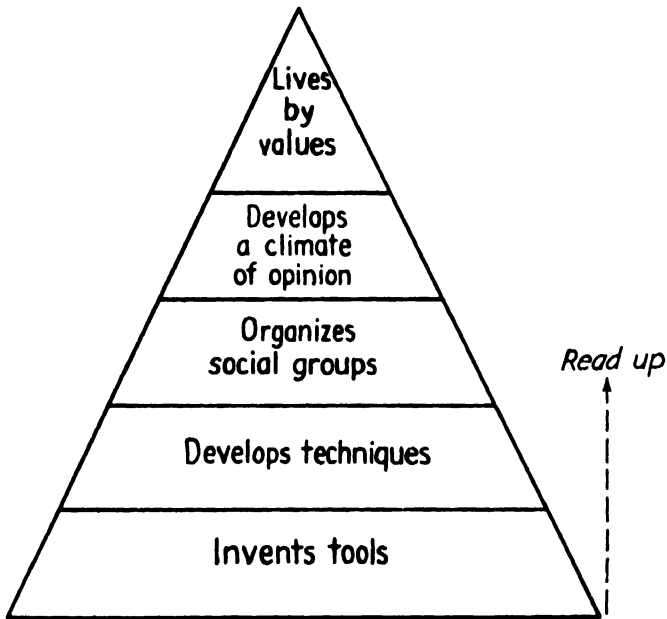 Lives
by
values
Develops
a climate
of opinion
Organizes
social groups
Read up
Develops techniques
Invents tools